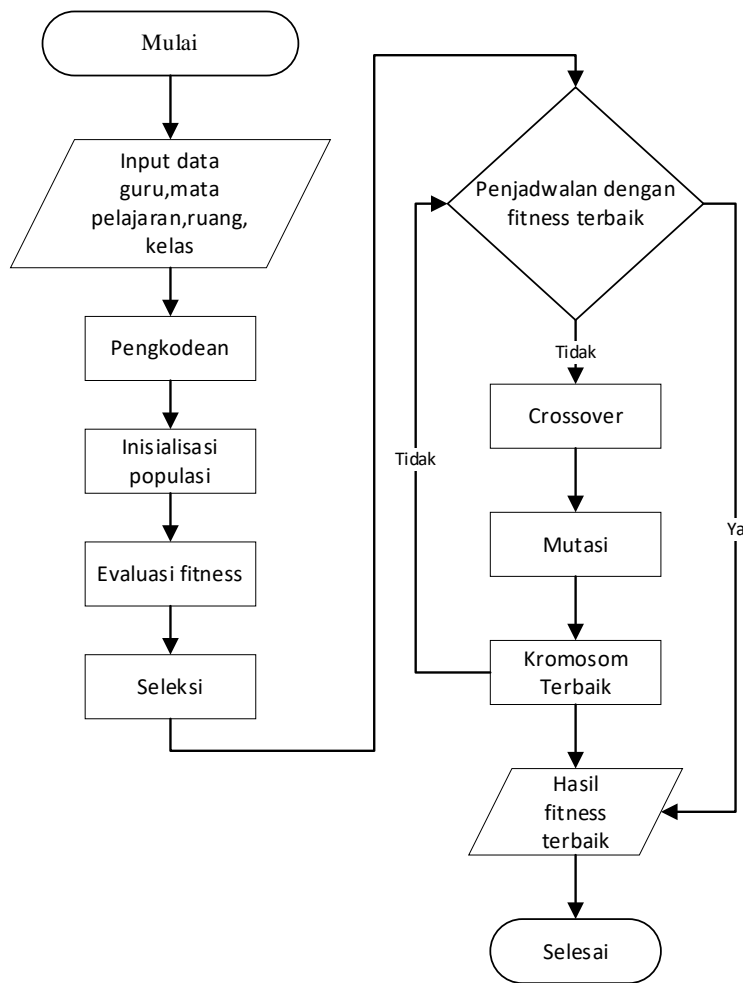 Mulai
Input data
guru,mata
pelajaran,ruang,
kelas
Pengkodean
Inisialisasi
populasi
Evaluasi fitness
Seleksi
Penjadwalan dengan
fitness terbaik
Tidak
Crossover
Tidak
Mutasi
Ya
Kromosom
Terbaik
Hasil
fitness
terbaik
Selesai